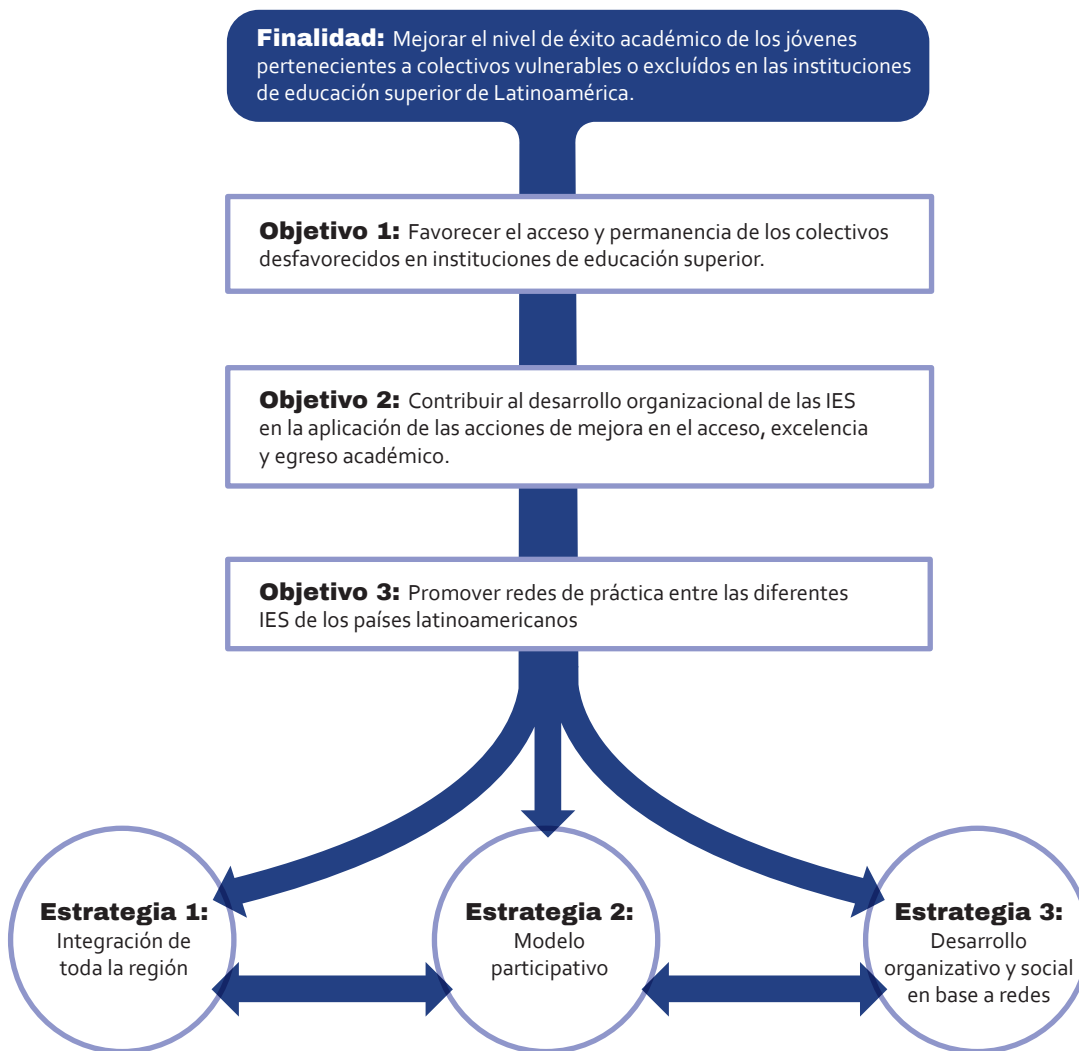 Finalidad: Mejorar el nivel de éxito académico de los jóvenes
pertenecientes a colectivos vulnerables o excluídos en las instituciones
de educación superior de Latinoamérica.
Objetivo 1: Favorecer el acceso y permanencia de los colectivos
desfavorecidos en instituciones de educación superior.
Objetivo 2: Contribuir al desarrollo organizacional de las IES
en la aplicación de las acciones de mejora en el acceso, excelencia
y egreso académico.
Objetivo 3: Promover redes de práctica entre las diferentes
IES de los países latinoamericanos
Estrategia 1:
Integración de
toda la región
Estrategia 2:
Modelo
participativo
Estrategia 3:
Desarrollo
organizativo y social
en base a redes